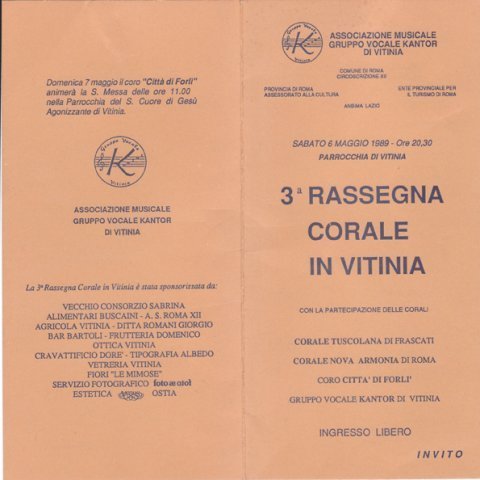 Domenica 7 maggio il coro "Città di Forlì"
animerà la S. Messa delle ore 11.00
nella Parrocchia del S. Cuore di Gesù
Agonizzante di Vitinia.
Gruppo Vocale
K
Vitinia
ASSOCIAZIONE MUSICALE
GRUPPO VOCALE KANTOR
DI VITINIA
La 3ª Rassegna Corale in Vitinia è stata sponsorizzata da:
VECCHIO CONSORZIO SABRINA
ALIMENTARI BUSCAINI - A. S. ROMA XII
AGRICOLA VITINIA - DITTA ROMANI GIORGIO
BAR BARTOLI - FRUTTERIA DOMENICO
OTTICA VITINIA
CRAVATTIFICIO DORE' - TIPOGRAFIA ALBEDO
VETRERIA VITINIA
FIORI "LE MIMOSE"
SERVIZIO FOTOGRAFICO
ESTETICA OSTIA
Gruppo Vocale
K
Vitinia
ASSOCIAZIONE MUSICALE
GRUPPO VOCALE KANTOR
DI VITINIA
COMUNE DI ROMA
CIRCOSCRIZIONE XII
PROVINCIA DI ROMA
ASSESSORATO ALLA CULTURA
ENTE PROVINCIALE PER
IL TURISMO DI ROMA
ANBIMA LAZIO
SABATO 6 MAGGIO 1989 - Ore 20,30
PARROCCHIA DI VITINIA
3ª RASSEGNA
CORALE
IN VITINIA
CON LA PARTECIPAZIONE DELLE CORALI
CORALE TUSCOLANA DI FRASCATI
CORALE NOVA ARMONIA DI ROMA
CORO CITTA' DI FORLI'
GRUPPO VOCALE KANTOR DI VITINIA
INGRESSO LIBERO
INVITO